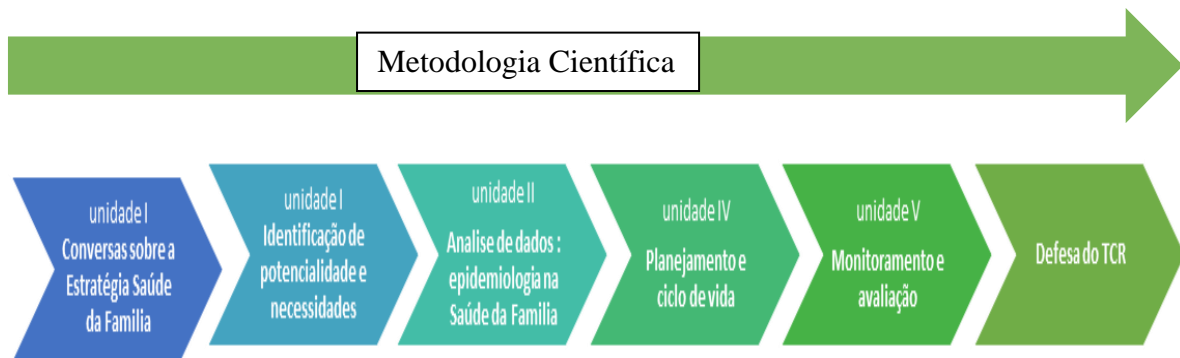 Metodologia Científica
unidade I
Conversas sobre a
Estratégia Saúde
da Familia
unidade I
Identificação de
potencialidade e
necessidades
unidade II
Analise de dados :
epidemiologia na
Saúde da Familia
unidade IV
Planejamento e
ciclo de vida
unidade V
Monitoramento e
avaliação
Defesa do TCR